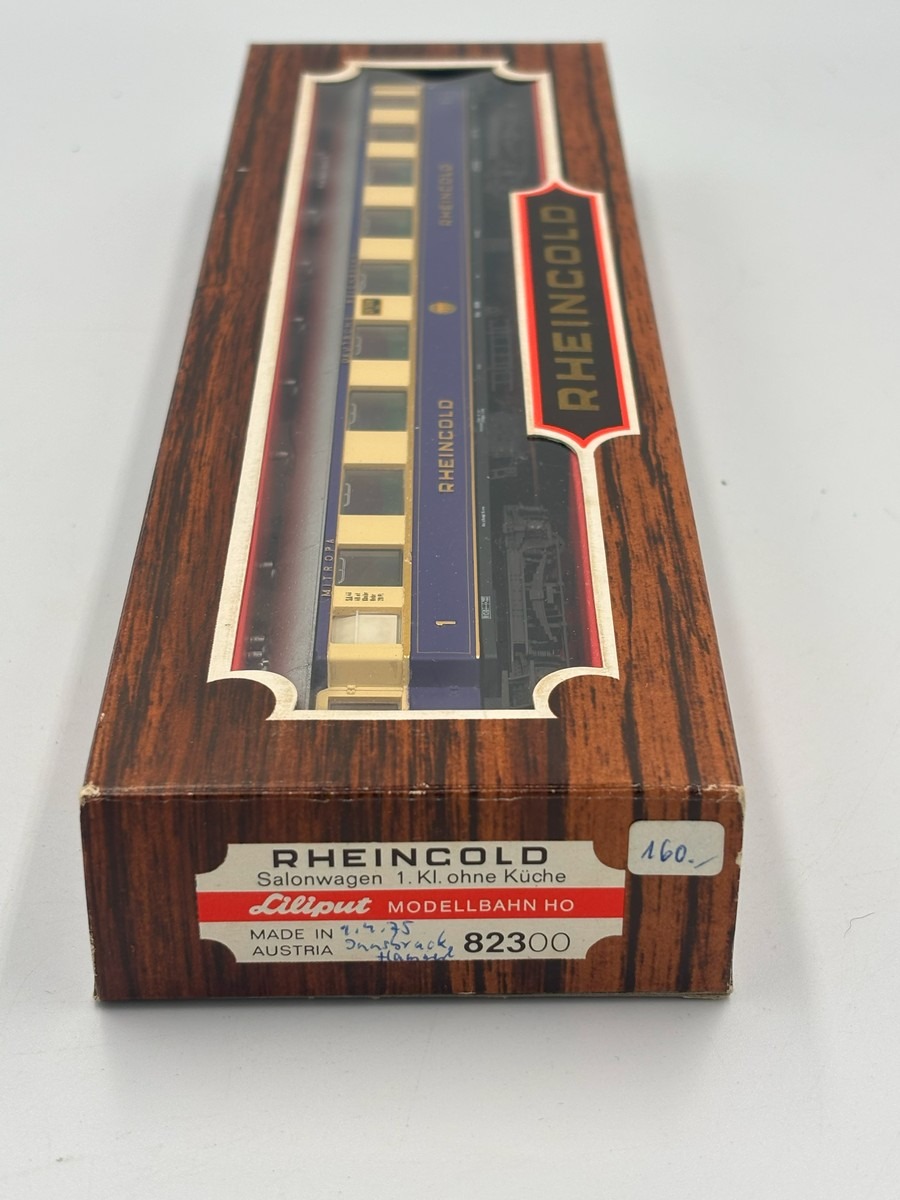 RHEINGOLD
RHEINGOLD
RHEINGOLD
MITROPA
1
RHEINGOLD
160.-
Salonwagen 1. Kl. ohne Küche
Liliput MODELLBAHN HO
MADE IN
AUSTRIA
Innsbruck,
82300